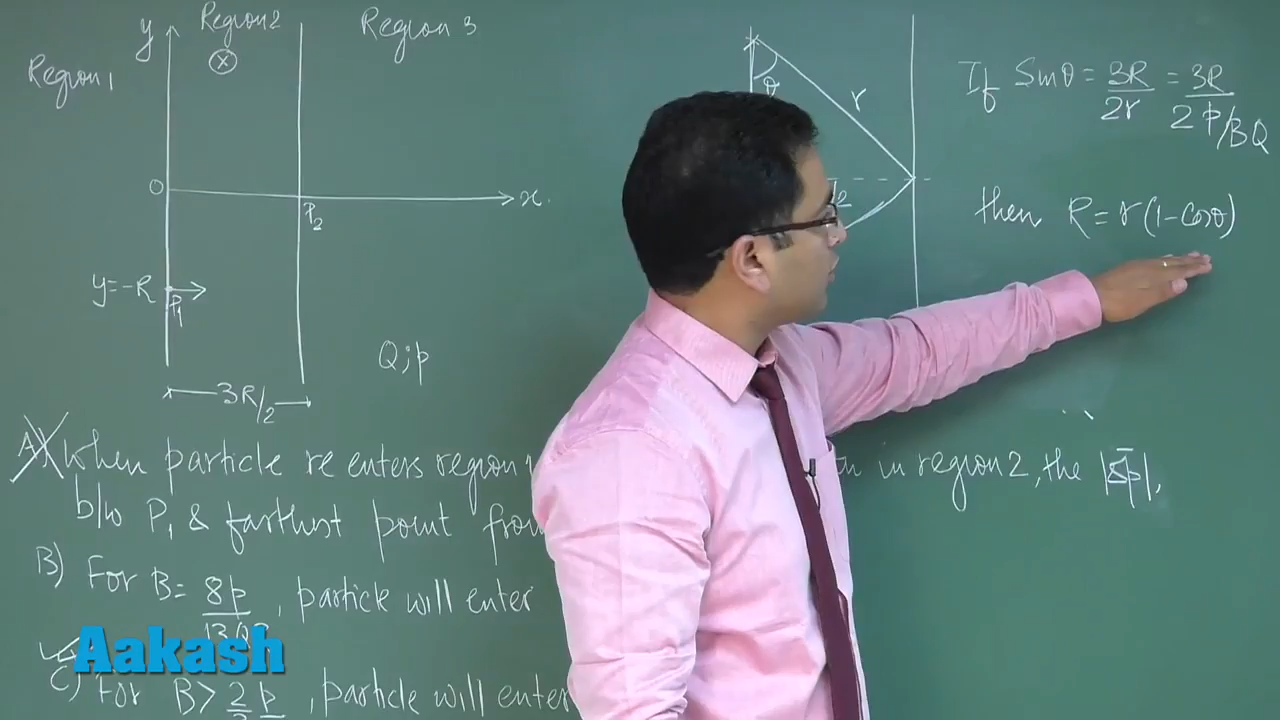 y
Region 1
Region 2
Region 3
⊗
O
x
P₂
y=-R
P₁
3R/2
Q;p
θ
r
If Sinθ = 3R/2r = 3R/2p/BQ
then R = r(1-Cosθ)
A) When particle re enters region 1
in region 2, the |Δp̄|,
b/w P₁ & farthest point from
B) For B = 8p/13QR, particle will enter
C) For B > 2/3 p, particle will enter
Aakash